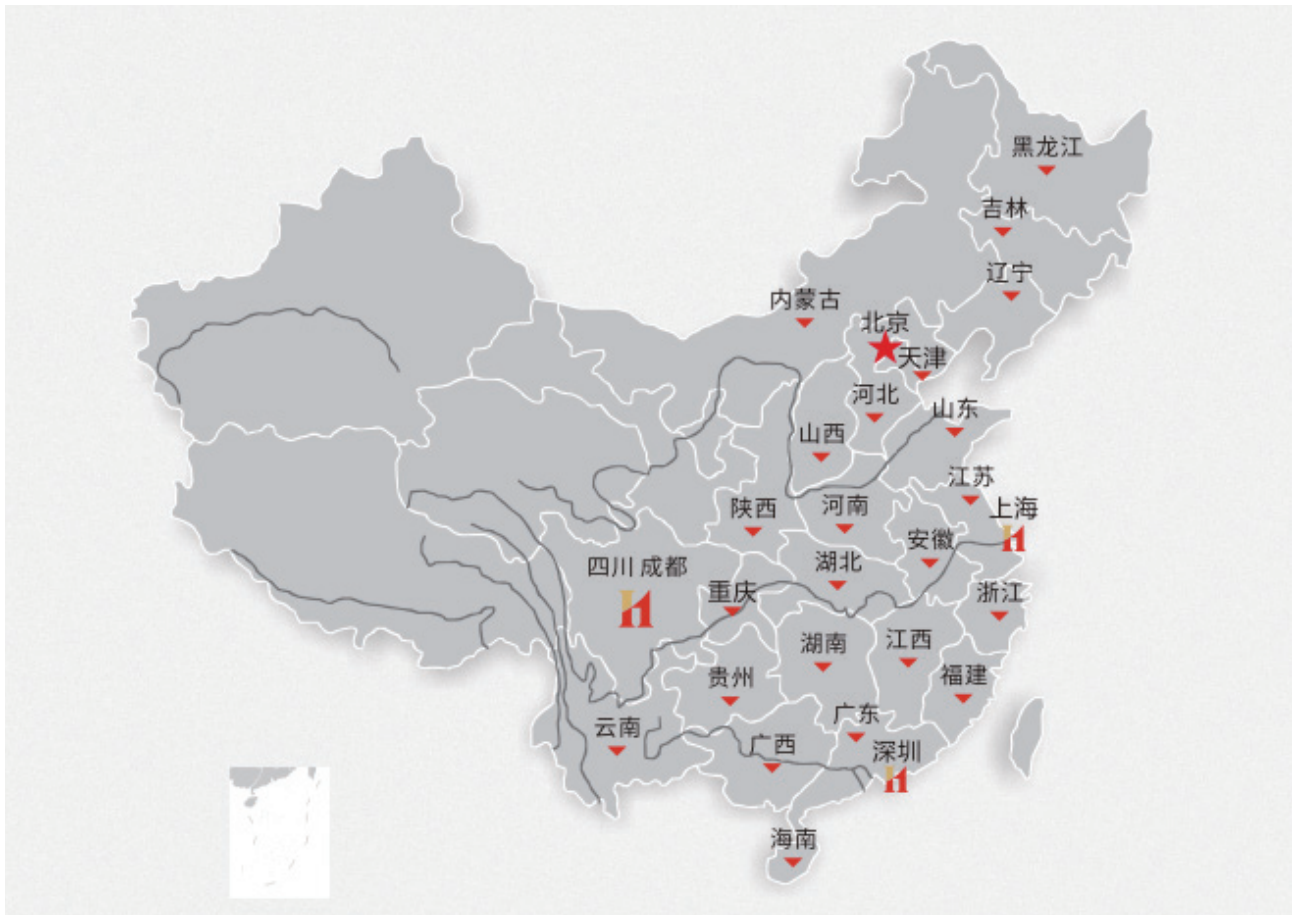 黑龙江
吉林
辽宁
内蒙古
北京
天津
河北
山东
山西
江苏
陕西
河南
上海
安徽
四川 成都
湖北
重庆
浙江
湖南
江西
贵州
福建
广东
云南
广西
深圳
海南